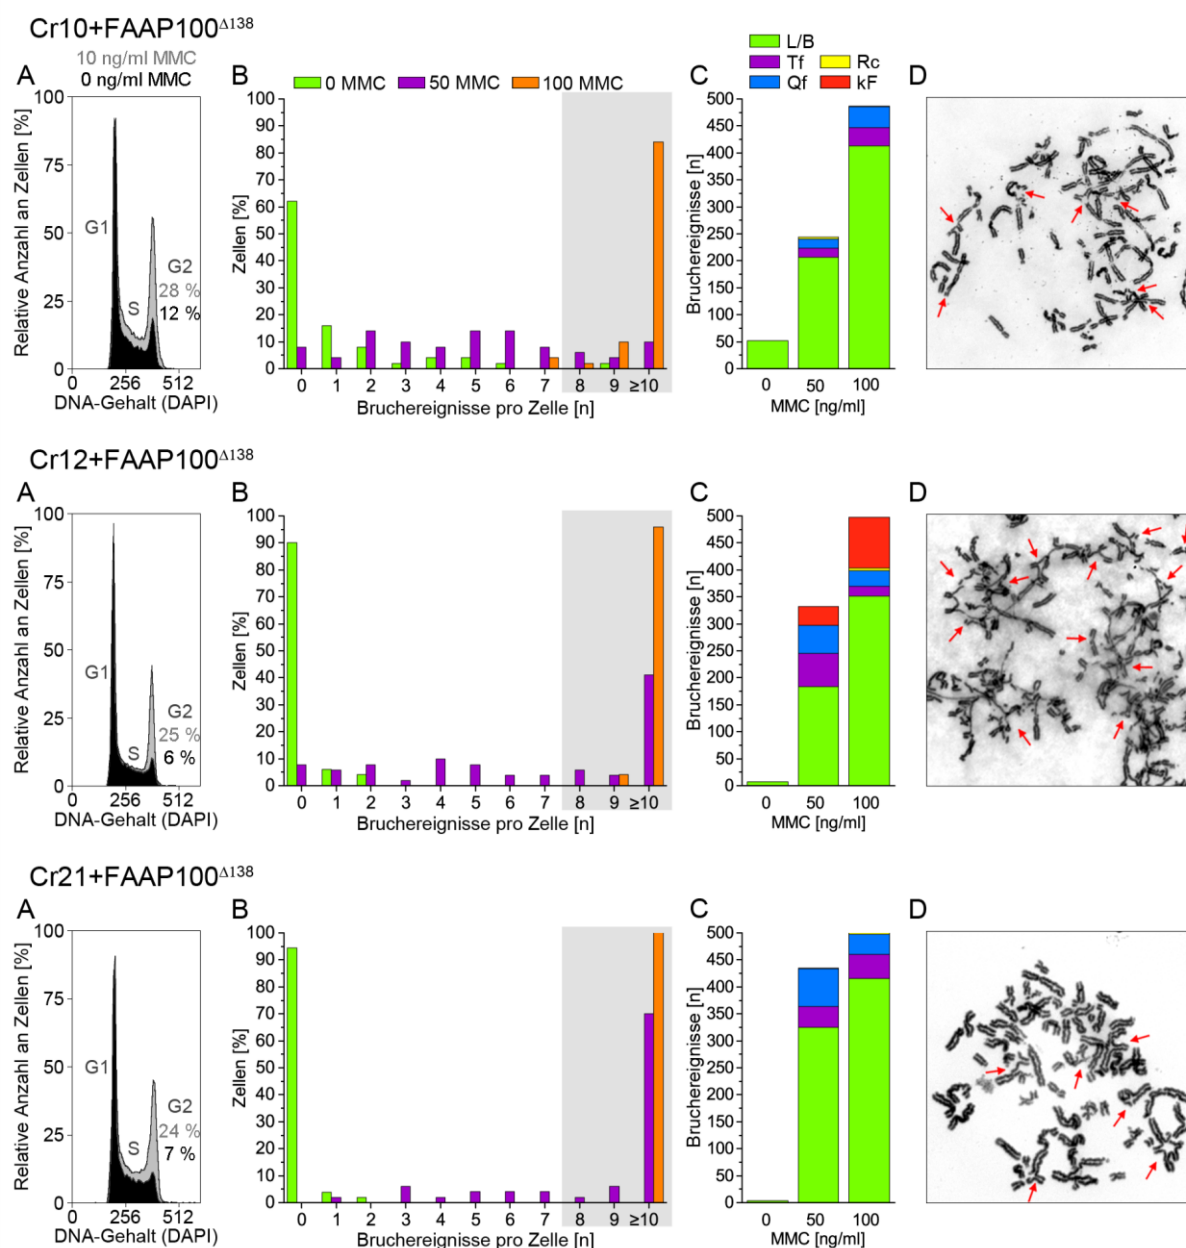 Cr10+FAAP100Δ138
A
10 ng/ml MMC
0 ng/ml MMC
Relative Anzahl an Zellen [%]
100
75
50
25
0
G1
S
G2
28 %
12 %
256 512
DNA-Gehalt (DAPI)
B
0 MMC 50 MMC 100 MMC
Zellen [%]
100
90
80
70
60
50
40
30
20
10
0
0 1 2 3 4 5 6 7 8 9 ≥10
Bruchereignisse pro Zelle [n]
C
L/B
Tf Rc
Qf kF
Bruchereignisse [n]
500
450
400
350
300
250
200
150
100
50
0
0 50 100
MMC [ng/ml]
D
Cr12+FAAP100Δ138
A
Relative Anzahl an Zellen [%]
100
75
50
25
0
G1
S
G2
25 %
6 %
256 512
DNA-Gehalt (DAPI)
B
Zellen [%]
100
90
80
70
60
50
40
30
20
10
0
0 1 2 3 4 5 6 7 8 9 ≥10
Bruchereignisse pro Zelle [n]
C
Bruchereignisse [n]
500
450
400
350
300
250
200
150
100
50
0
0 50 100
MMC [ng/ml]
D
Cr21+FAAP100Δ138
A
Relative Anzahl an Zellen [%]
100
75
50
25
0
G1
S
G2
24 %
7 %
256 512
DNA-Gehalt (DAPI)
B
Zellen [%]
100
90
80
70
60
50
40
30
20
10
0
0 1 2 3 4 5 6 7 8 9 ≥10
Bruchereignisse pro Zelle [n]
C
Bruchereignisse [n]
500
450
400
350
300
250
200
150
100
50
0
0 50 100
MMC [ng/ml]
D